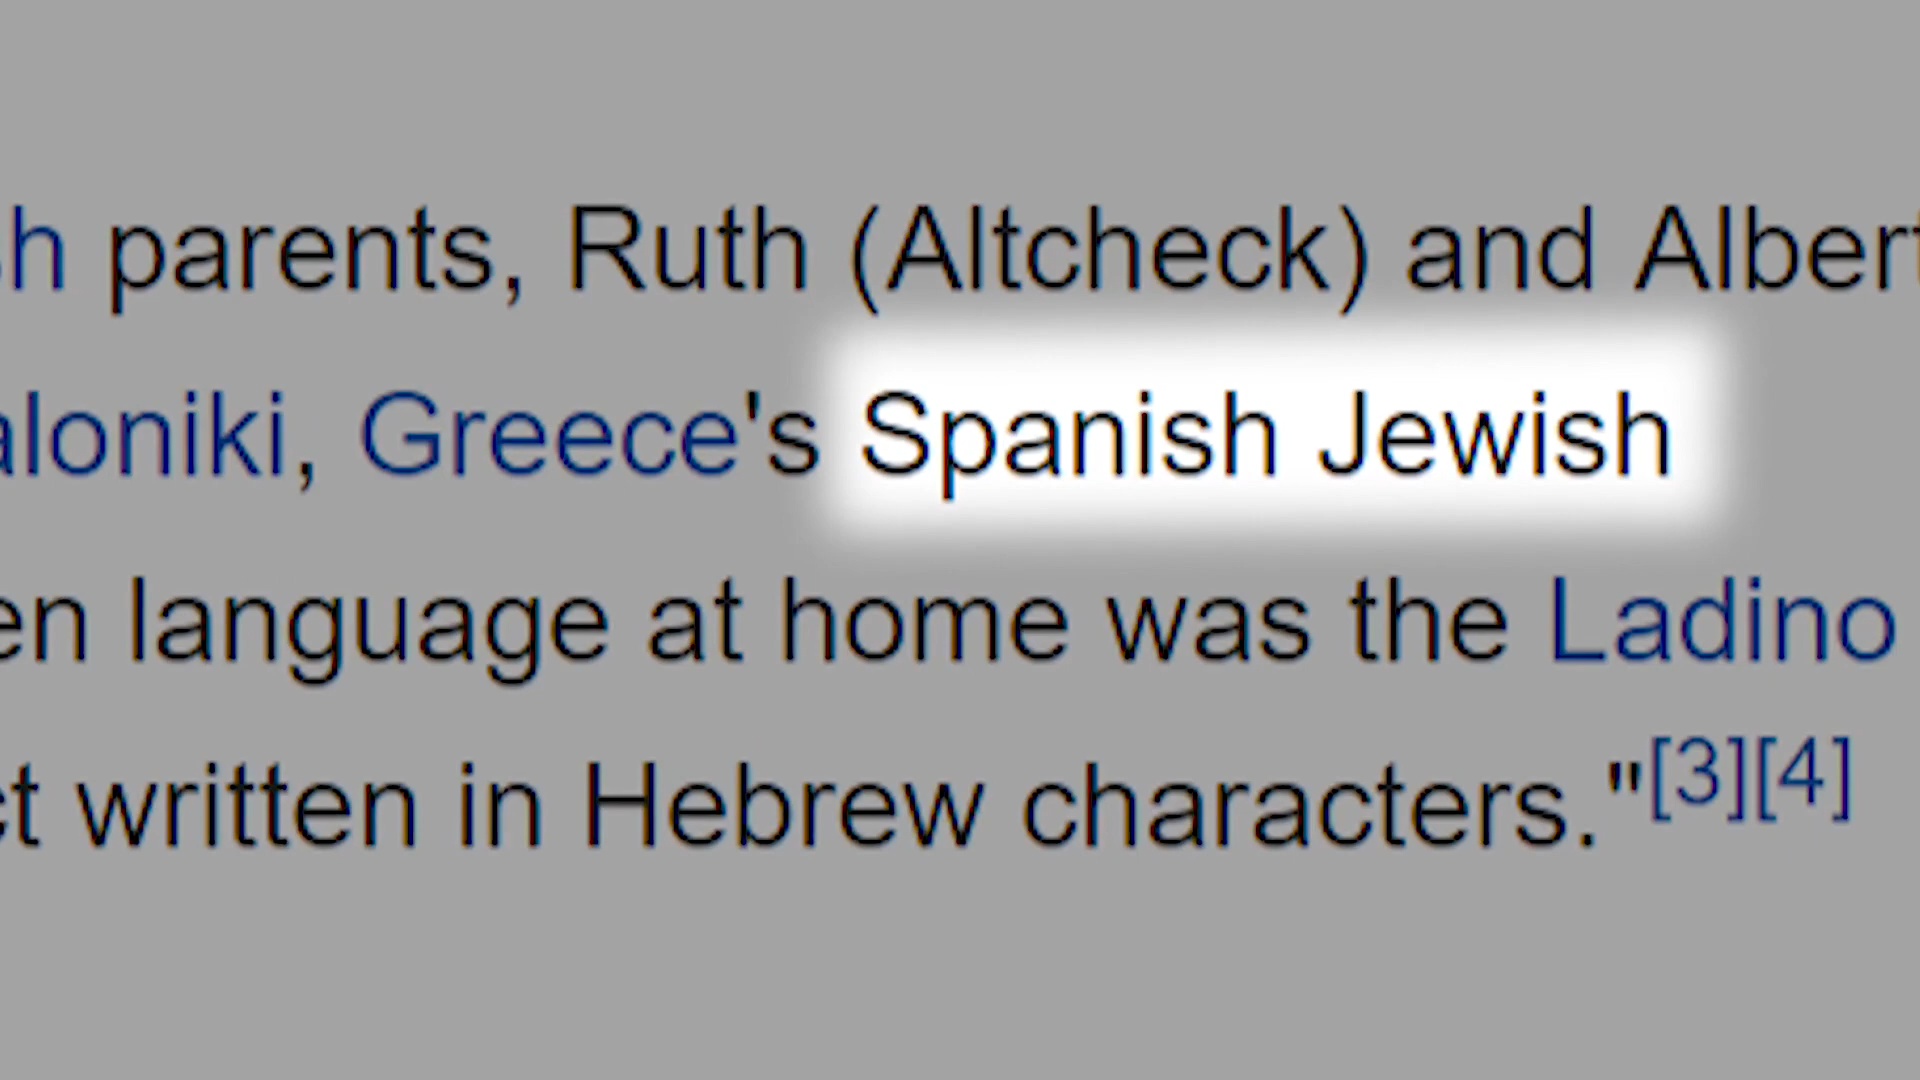 h parents, Ruth (Altcheck) and Albert
aloniki, Greece's Spanish Jewish
en language at home was the Ladino
ct written in Hebrew characters."[3][4]